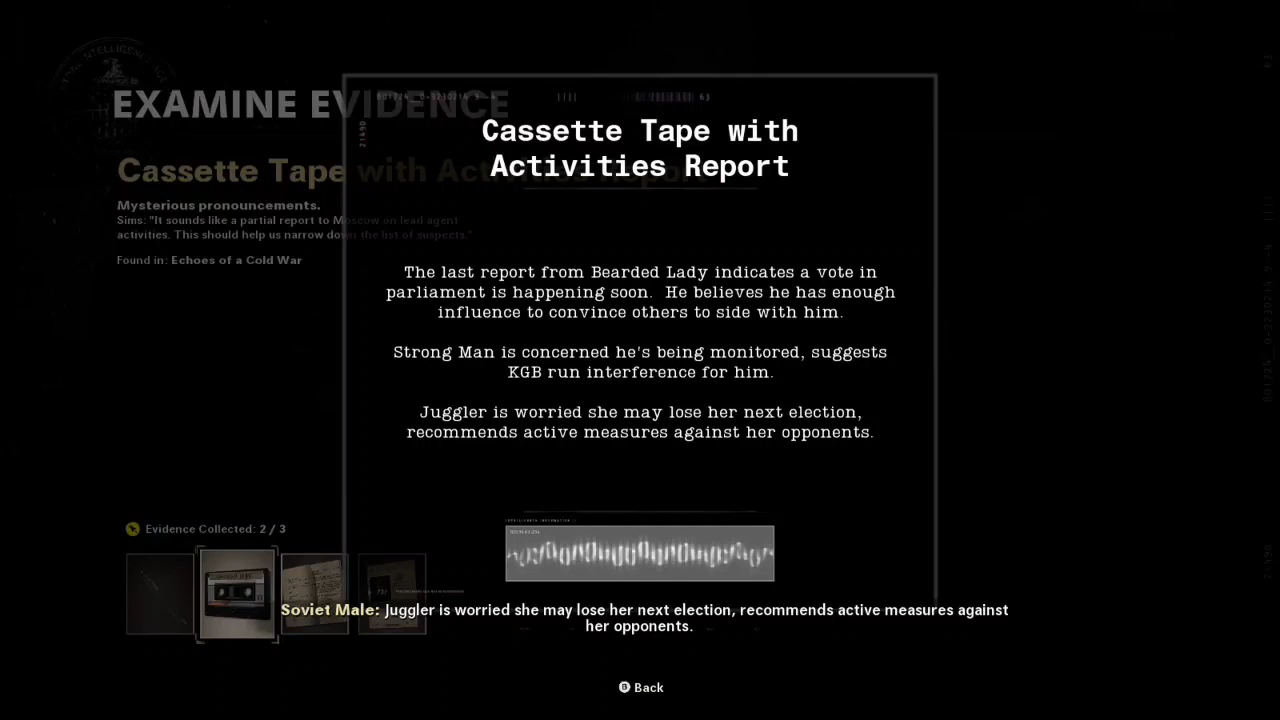 EXAMINE EVIDENCE
Cassette Tape with
Activities Report
Cassette Tape with Activities Report
Mysterious pronouncements.
Sims: "It sounds like a partial report to Moscow on lead agent
activities. This should help us narrow down the list of suspects."
Found in: Echoes of a Cold War
The last report from Bearded Lady indicates a vote in
parliament is happening soon. He believes he has enough
influence to convince others to side with him.
Strong Man is concerned he's being monitored, suggests
KGB run interference for him.
Juggler is worried she may lose her next election,
recommends active measures against her opponents.
Evidence Collected: 2 / 3
Soviet Male: Juggler is worried she may lose her next election, recommends active measures against
her opponents.
B Back